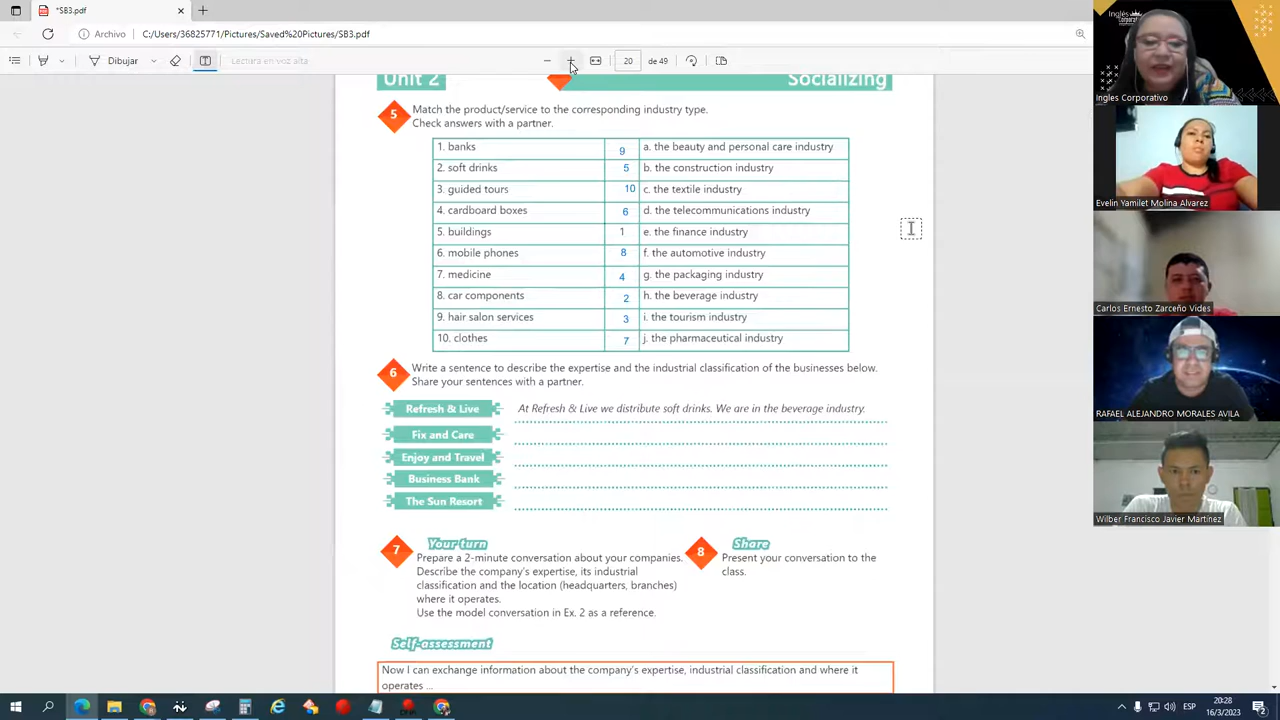 *SB3.pdf
Archivo
C:/Users/36825771/Pictures/Saved%20Pictures/SB3.pdf
Dibujar
Lectura en voz alta
20
de 49
Unit 2
Socializing
5
Match the product/service to the corresponding industry type.
Check answers with a partner.
1. banks 9 a. the beauty and personal care industry
2. soft drinks 5 b. the construction industry
3. guided tours 10 c. the textile industry
4. cardboard boxes 6 d. the telecommunications industry
5. buildings 1 e. the finance industry
6. mobile phones 8 f. the automotive industry
7. medicine 4 g. the packaging industry
8. car components 2 h. the beverage industry
9. hair salon services 3 i. the tourism industry
10. clothes 7 j. the pharmaceutical industry
6
Write a sentence to describe the expertise and the industrial classification of the businesses below.
Share your sentences with a partner.
Refresh & Live At Refresh & Live we distribute soft drinks. We are in the beverage industry.
Fix and Care
Enjoy and Travel
Business Bank
The Sun Resort
7
Your turn
Prepare a 2-minute conversation about your companies.
Describe the company's expertise, its industrial
classification and the location (headquarters, branches)
where it operates.
Use the model conversation in Ex. 2 as a reference.
8
Share
Present your conversation to the
class.
Self-assessment
Now I can exchange information about the company's expertise, industrial classification and where it
operates ...
Inglés
Corporativo
Ingles Corporativo
Evelin Yamilet Molina Alvarez
Carlos Ernesto Zarceño Vides
RAFAEL ALEJANDRO MORALES AVILA
Wilber Francisco Javier Martínez
ESP
20:28
16/3/2023
2